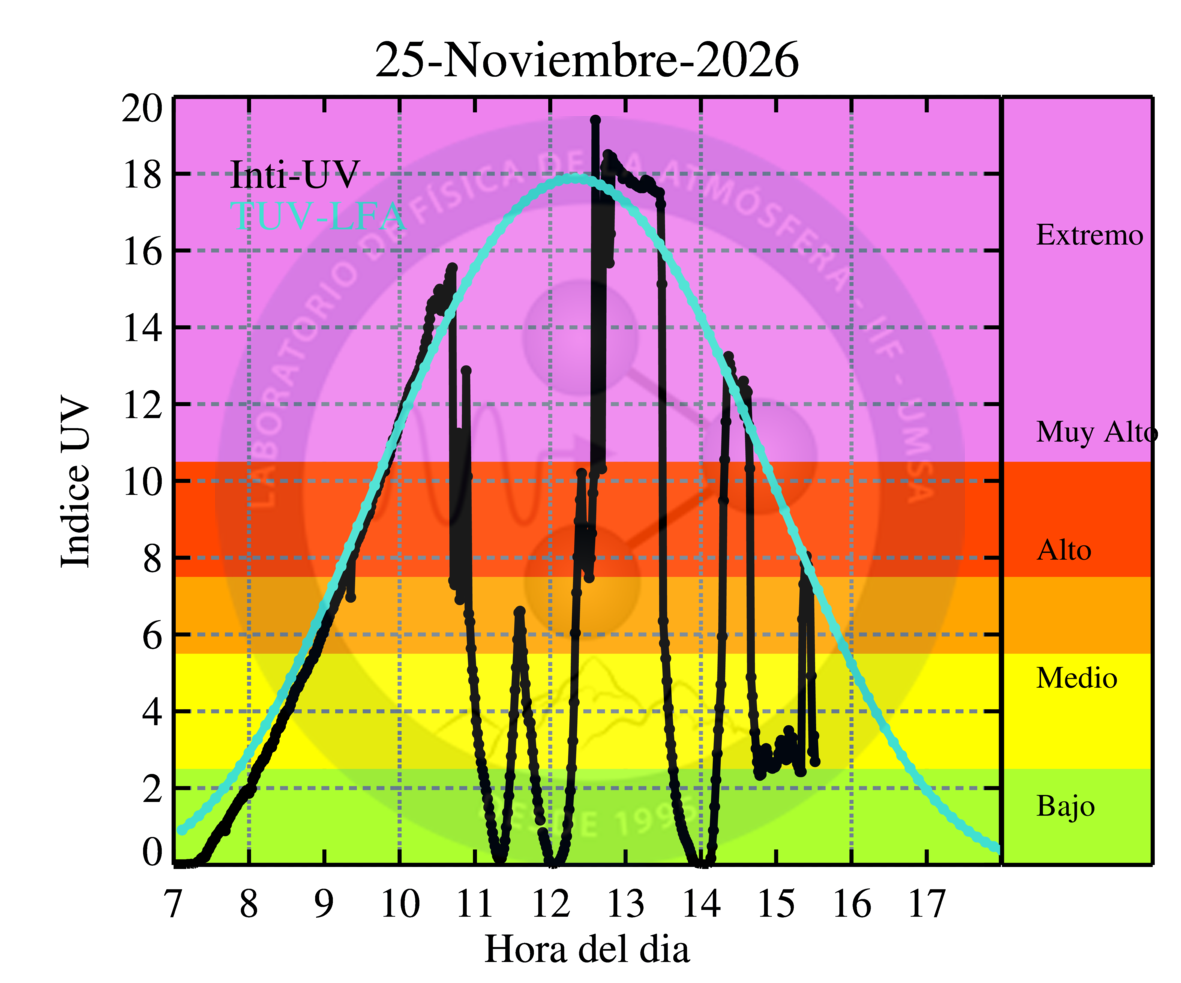 25-Noviembre-2026
Indice UV
20
18
16
14
12
10
8
6
4
2
0
Inti-UV
TUV-LFA
LABORATORIO DE FÍSICA DE LA ATMÓSFERA - IIF - UMSA
DESDE 1995
Extremo
Muy Alto
Alto
Medio
Bajo
7 8 9 10 11 12 13 14 15 16 17
Hora del dia